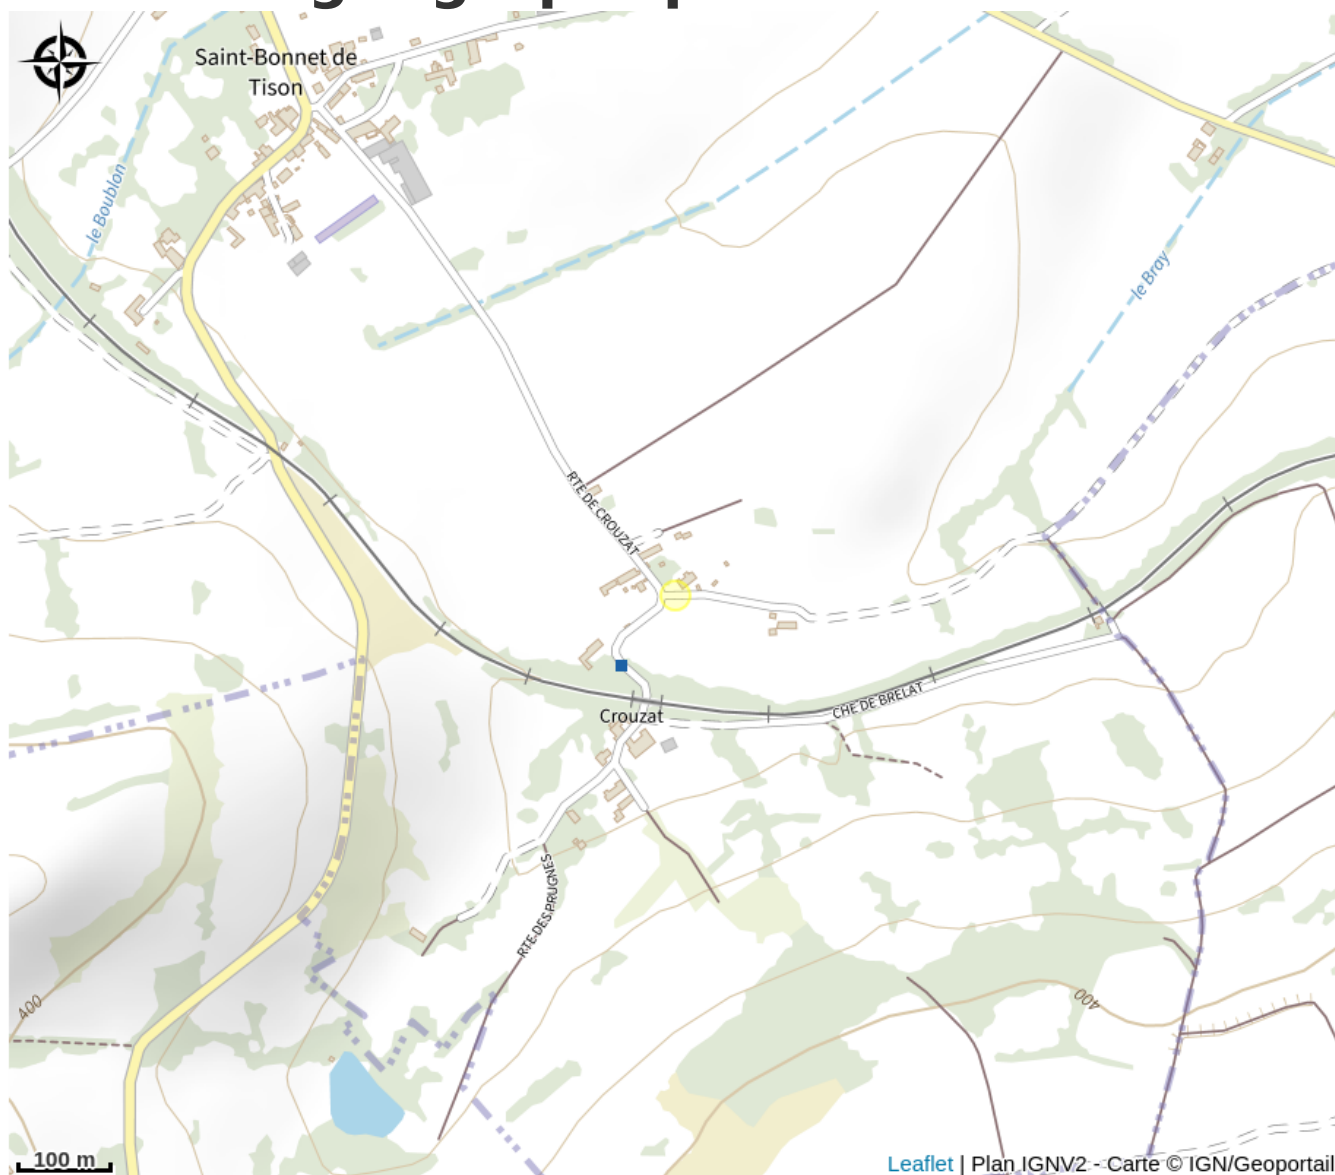 Saint-Bonnet de
Tison
le Boublon
le Bray
RTE DE CROUZAT
CHE DE BRELAT
Crouzat
RTE DES PRUGNES
400
400
100 m
Leaflet | Plan IGNV2 - Carte © IGN/Geoportail